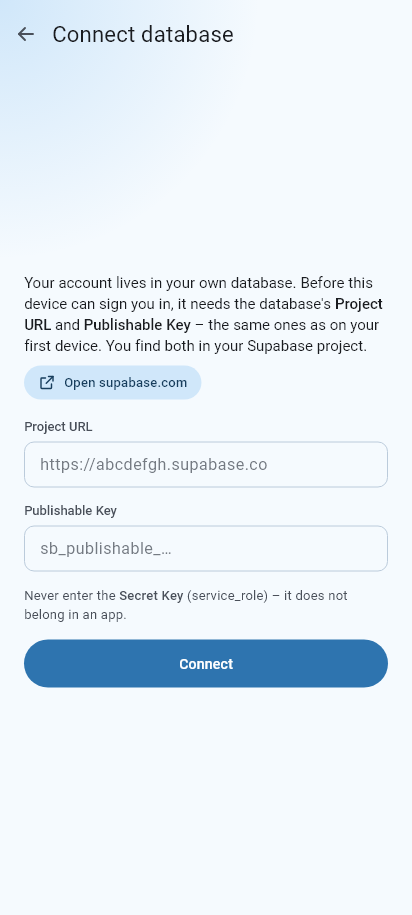 Connect database
Your account lives in your own database. Before this
device can sign you in, it needs the database's Project
URL and Publishable Key – the same ones as on your
first device. You find both in your Supabase project.
Open supabase.com
Project URL
https://abcdefgh.supabase.co
Publishable Key
sb_publishable_…
Never enter the Secret Key (service_role) – it does not
belong in an app.
Connect